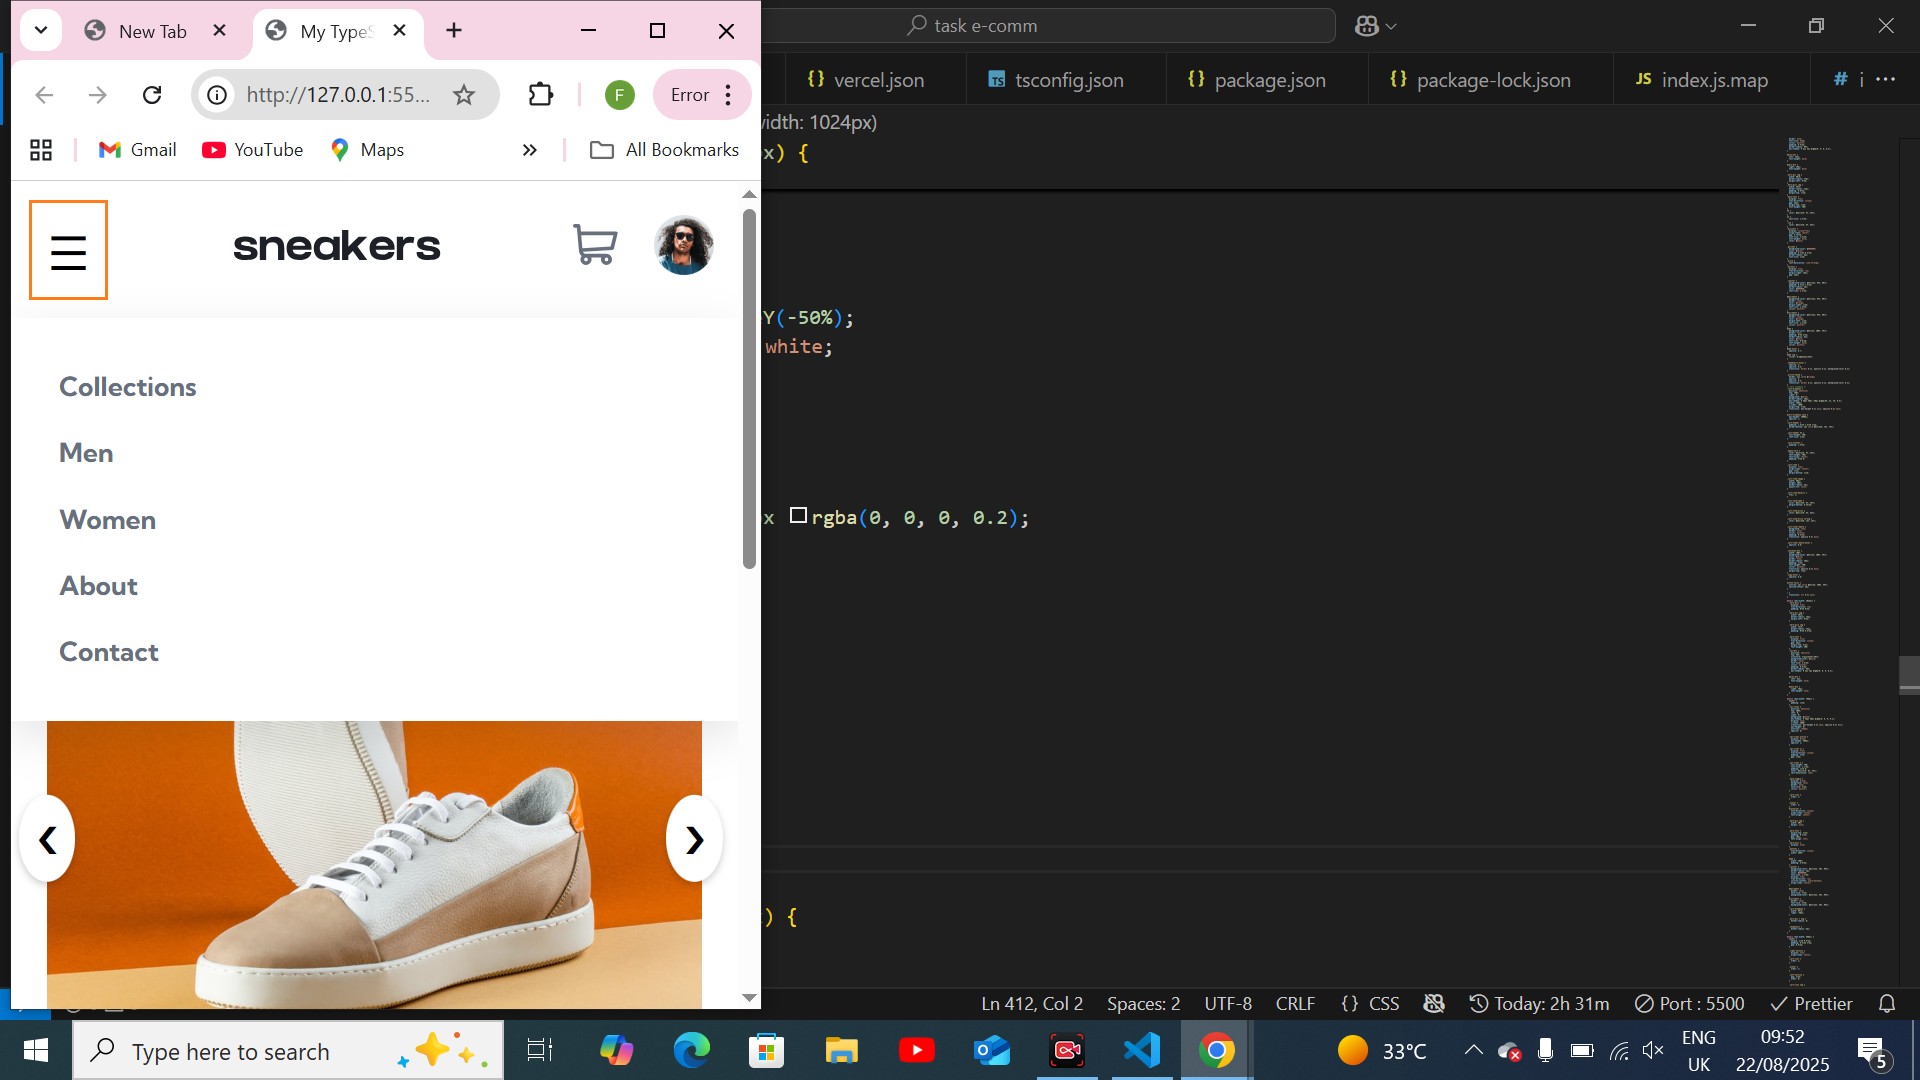 New Tab
My TypeS
task e-comm
http://127.0.0.1:55...
F
Error
Gmail
YouTube
Maps
All Bookmarks
{} vercel.json
TS tsconfig.json
{} package.json
{} package-lock.json
JS index.js.map
# i ...
width: 1024px)
x) {
Y(-50%);
white;
x rgba(0, 0, 0, 0.2);
) {
sneakers
Collections
Men
Women
About
Contact
Ln 412, Col 2
Spaces: 2
UTF-8
CRLF
{} CSS
Today: 2h 31m
Port : 5500
Prettier
Type here to search
33°C
ENG
UK
09:52
22/08/2025
5